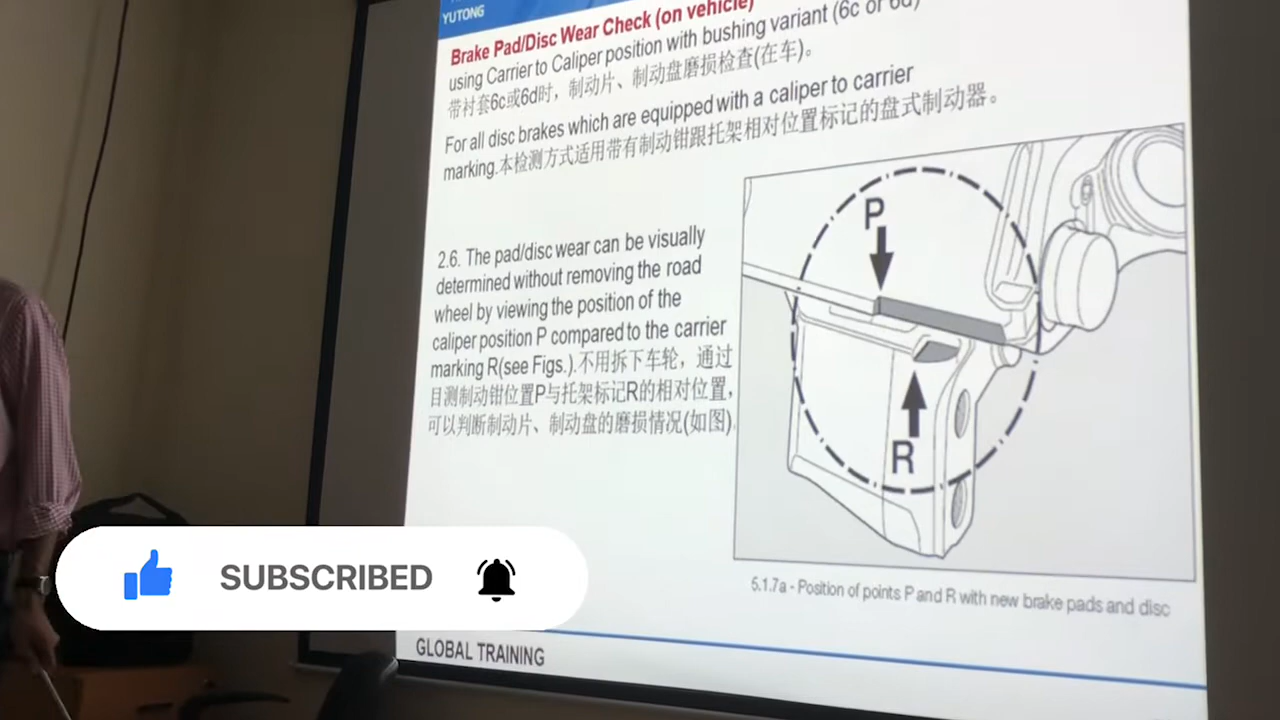 YUTONG
Brake Pad/Disc Wear Check (on vehicle)
using Carrier to Caliper position with bushing variant (6c or 6d)
带衬套6c或6d时，制动片、制动盘磨损检查(在车)。
For all disc brakes which are equipped with a caliper to carrier
marking.本检测方式适用带有制动钳跟托架相对位置标记的盘式制动器。
2.6. The pad/disc wear can be visually
determined without removing the road
wheel by viewing the position of the
caliper position P compared to the carrier
marking R(see Figs.).不用拆下车轮，通过
目测制动钳位置P与托架标记R的相对位置，
可以判断制动片、制动盘的磨损情况(如图)
P
R
5.1.7a - Position of points P and R with new brake pads and disc
SUBSCRIBED
GLOBAL TRAINING